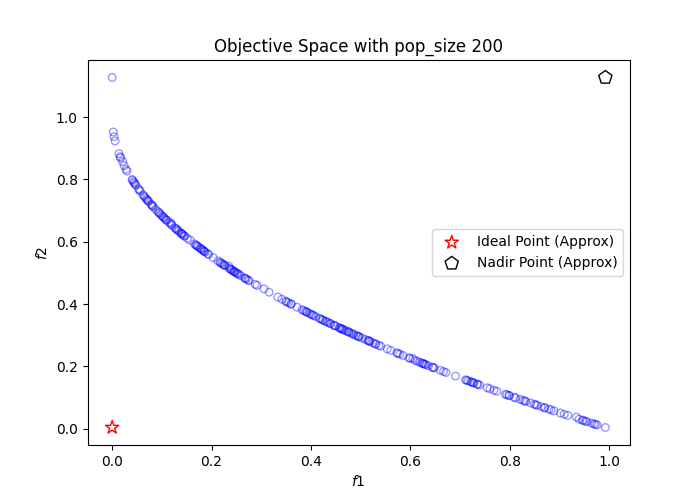 Objective Space with pop_size 200
f2
1.0
0.8
0.6
0.4
0.2
0.0
Ideal Point (Approx)
Nadir Point (Approx)
0.0 0.2 0.4 0.6 0.8 1.0
f1